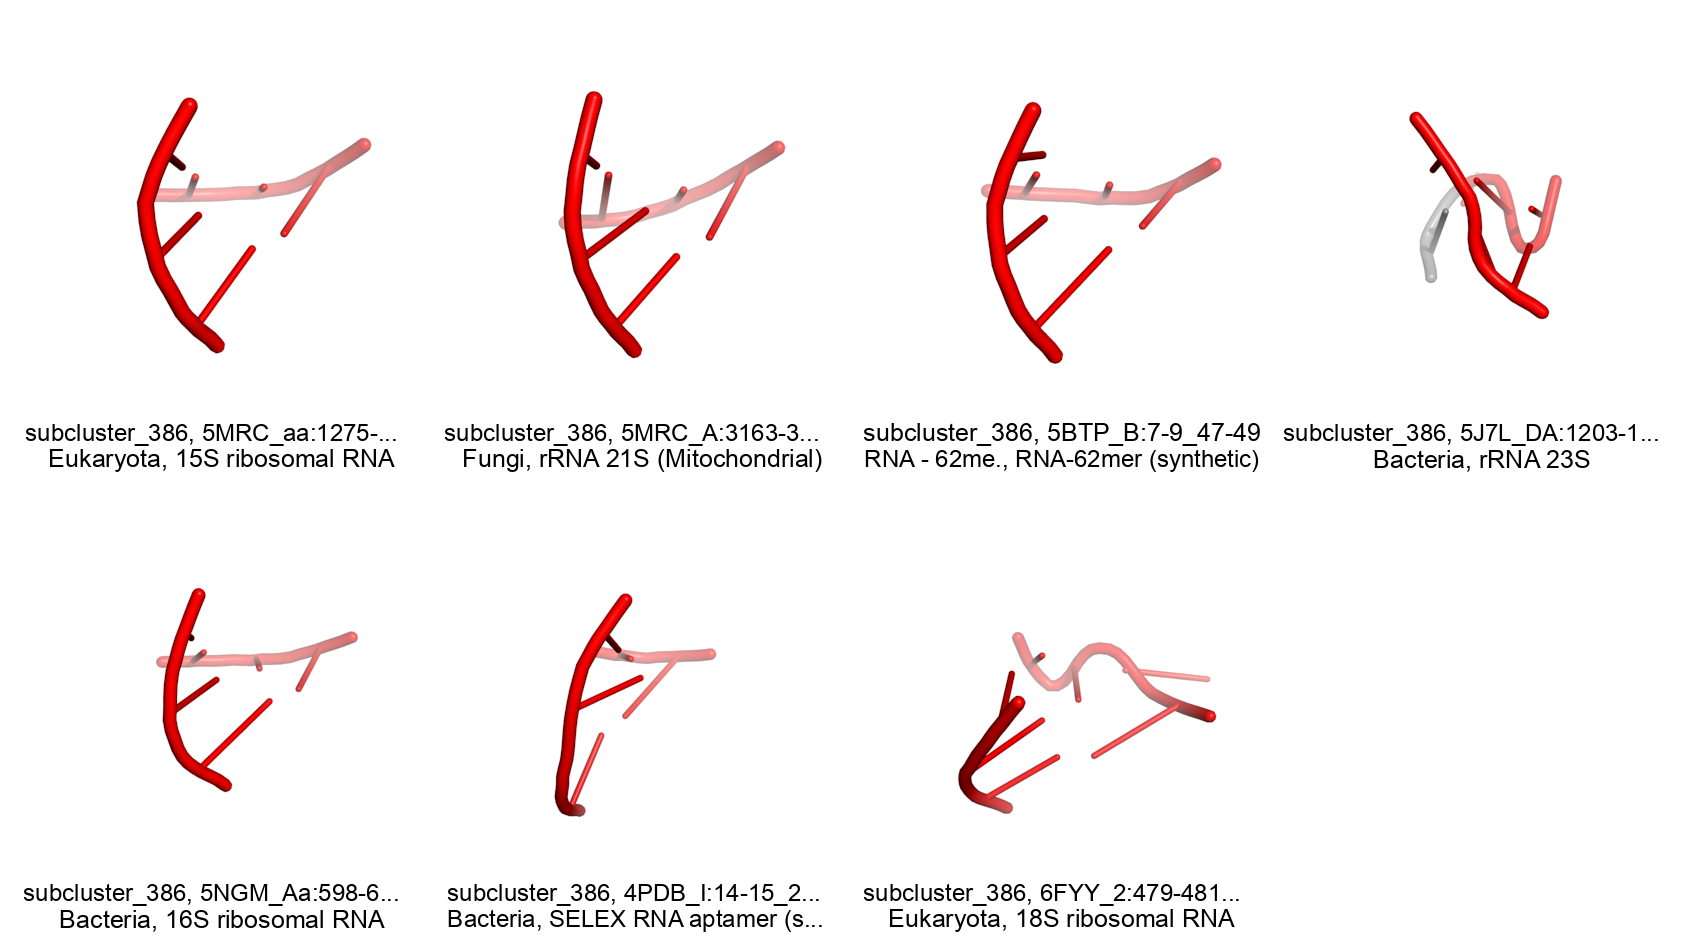 subcluster_386, 5MRC_aa:1275-...
Eukaryota, 15S ribosomal RNA
subcluster_386, 5MRC_A:3163-3...
Fungi, rRNA 21S (Mitochondrial)
subcluster_386, 5BTP_B:7-9_47-49
RNA - 62me., RNA-62mer (synthetic)
subcluster_386, 5J7L_DA:1203-1...
Bacteria, rRNA 23S
subcluster_386, 5NGM_Aa:598-6...
Bacteria, 16S ribosomal RNA
subcluster_386, 4PDB_I:14-15_2...
Bacteria, SELEX RNA aptamer (s...
subcluster_386, 6FYY_2:479-481...
Eukaryota, 18S ribosomal RNA